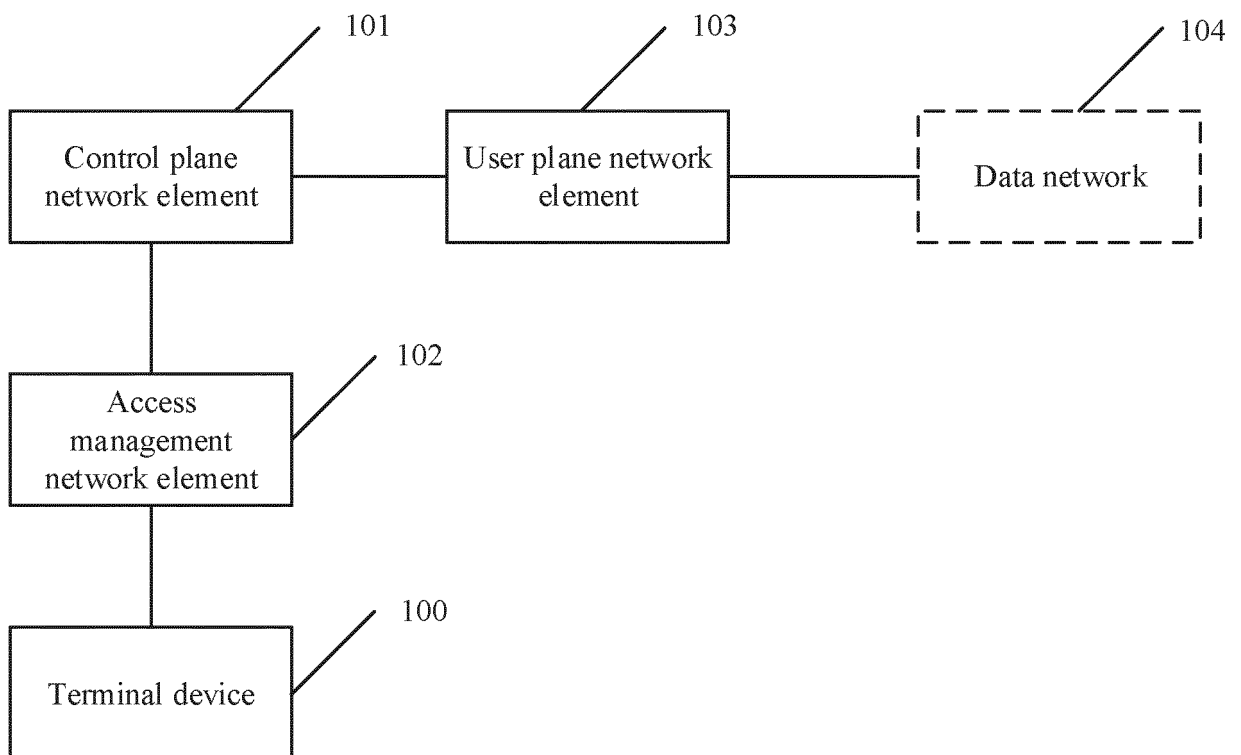 101
103
104
Control plane
network element
User plane network
element
Data network
102
Access
management
network element
100
Terminal device